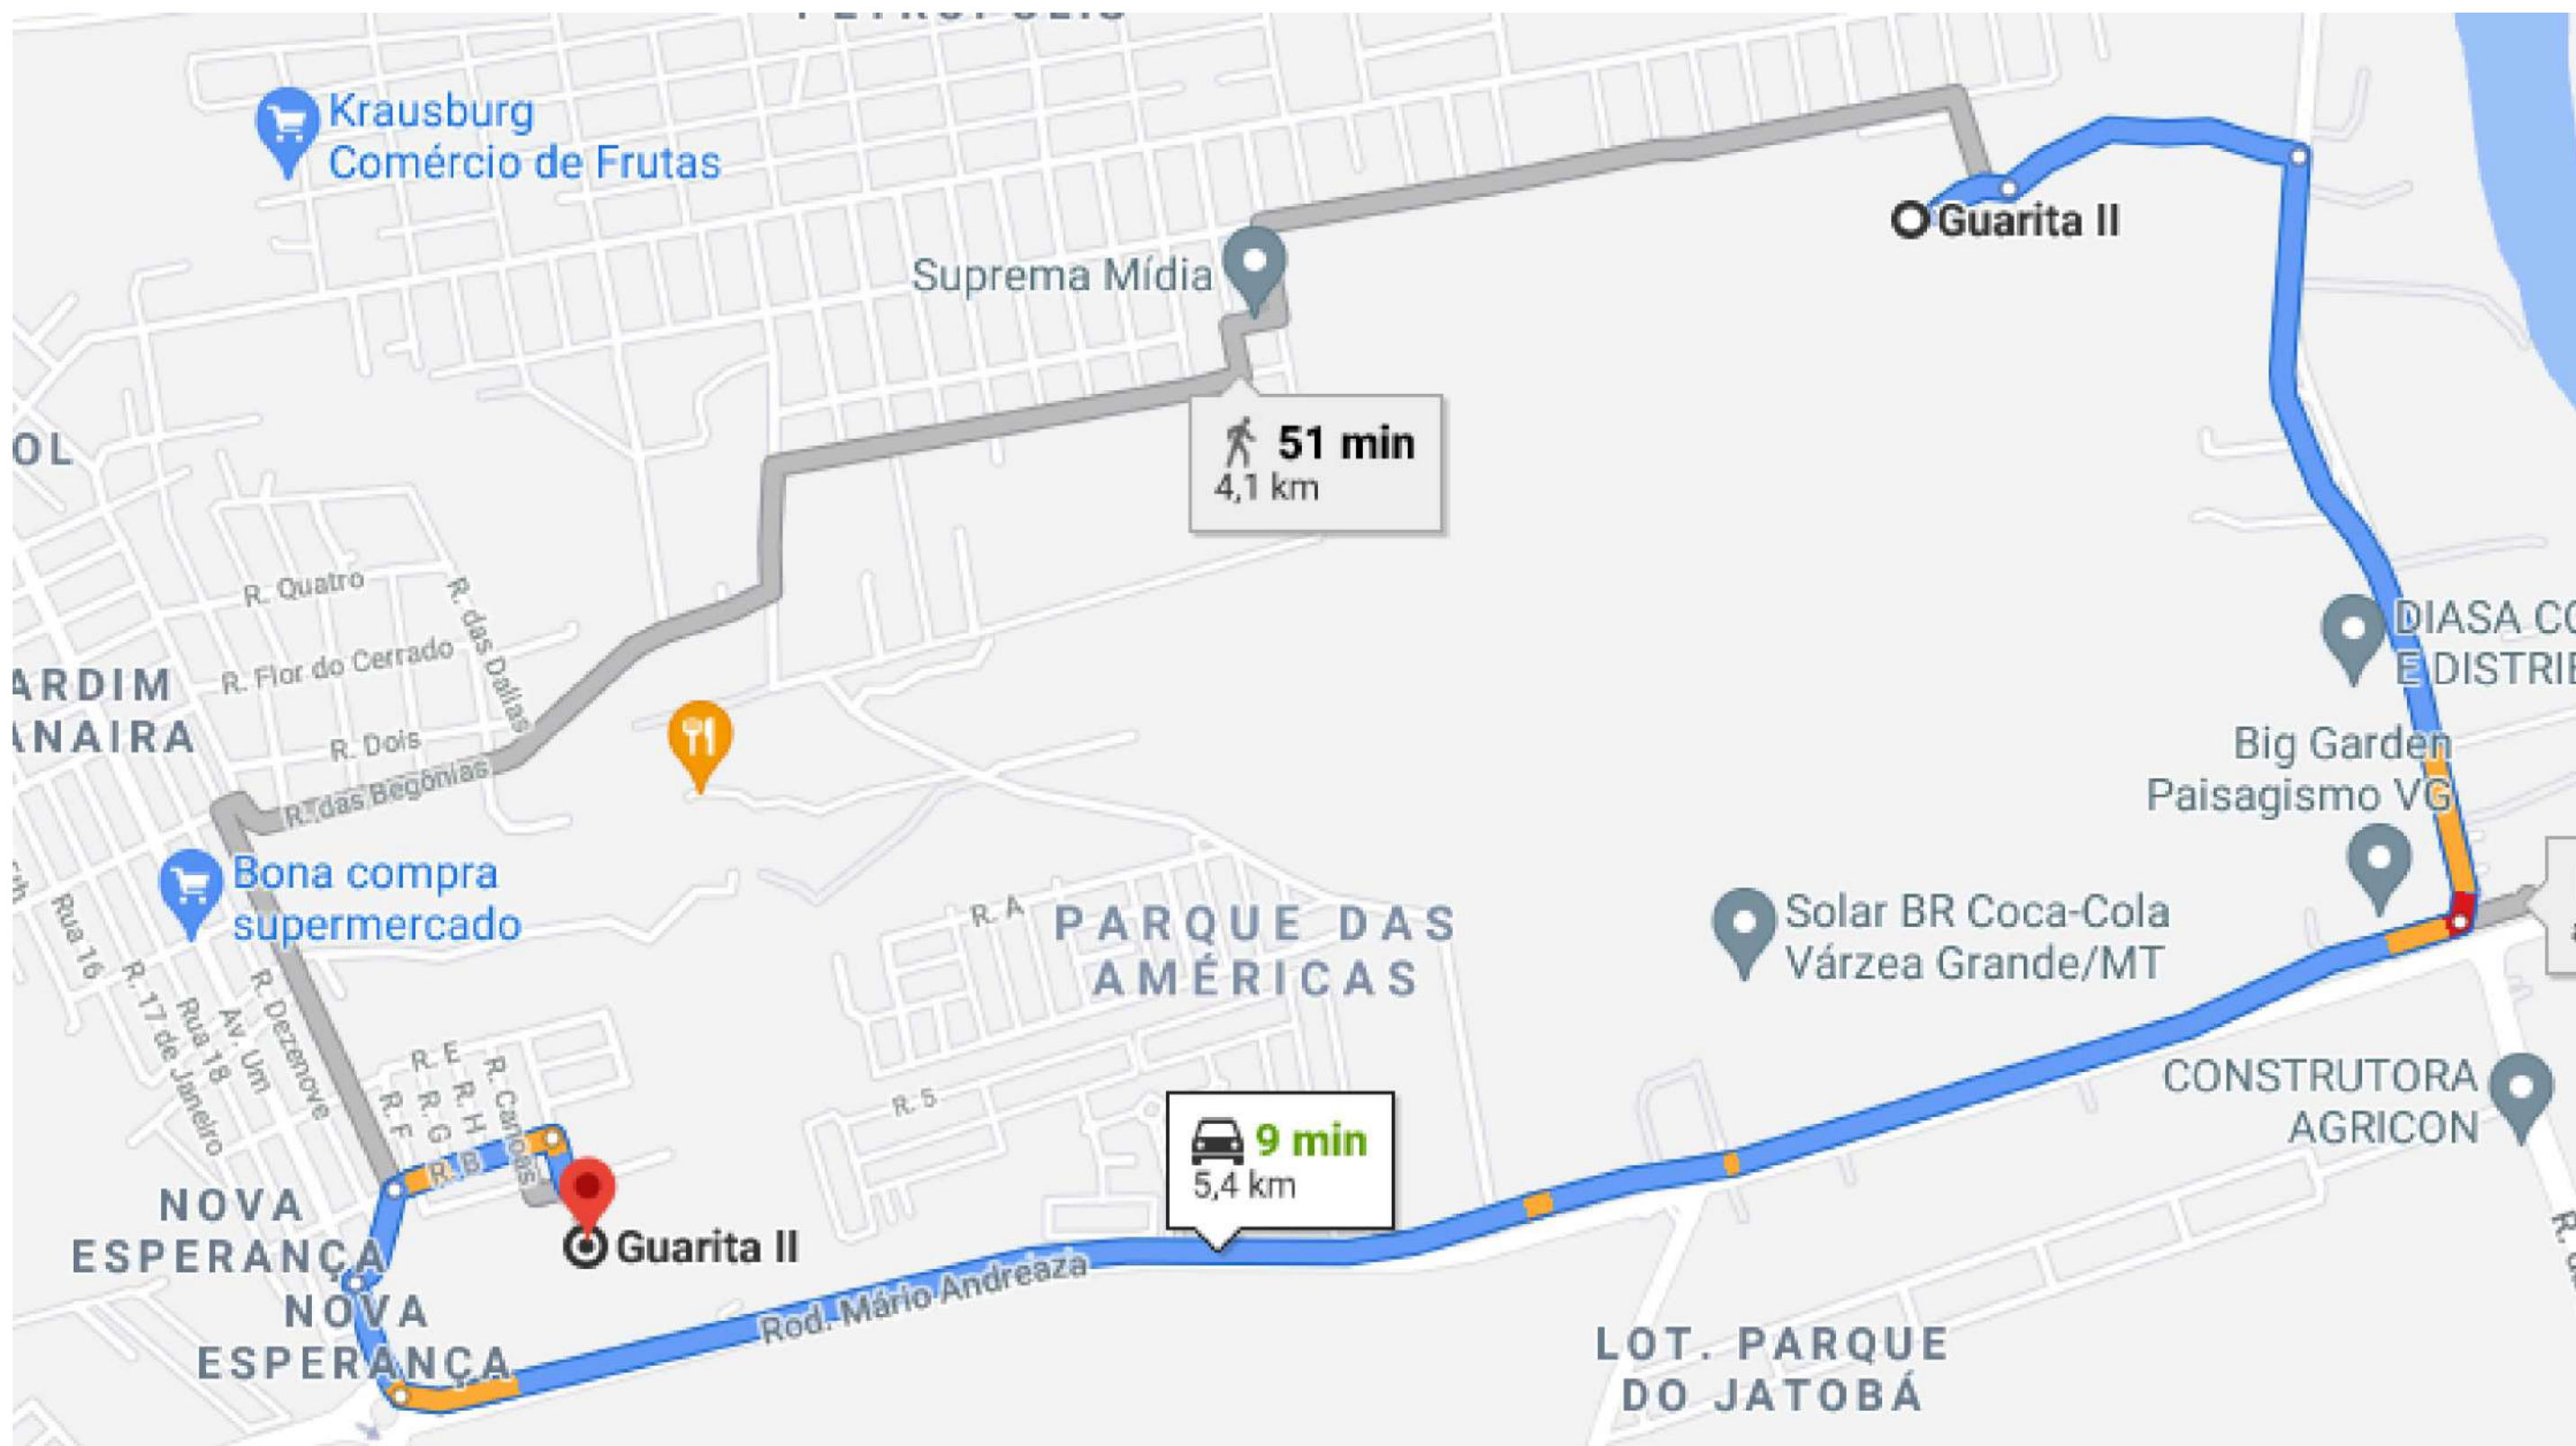 PETRÓPOLIS
Krausburg
Comércio de Frutas
Guarita II
Suprema Mídia
51 min
4,1 km
OL
R. Quatro
R. das Dálias
R. Flor do Cerrado
DIASA CO
E DISTRIB
ARDIM
ANAIRA
R. Dois
R. das Begônias
Big Garden
Paisagismo VG
Bona compra
supermercado
R. A
PARQUE DAS
AMÉRICAS
Solar BR Coca-Cola
Várzea Grande/MT
Rua 16
R. 17 de Janeiro
Rua 18
Av. Um
R. Dezenove
R. E
R. F
R. G
R. H
R. Canoas
R. B
R. 5
CONSTRUTORA
AGRICON
9 min
5,4 km
NOVA
ESPERANÇA
Guarita II
NOVA
ESPERANÇA
Rod. Mário Andreaza
LOT. PARQUE
DO JATOBÁ